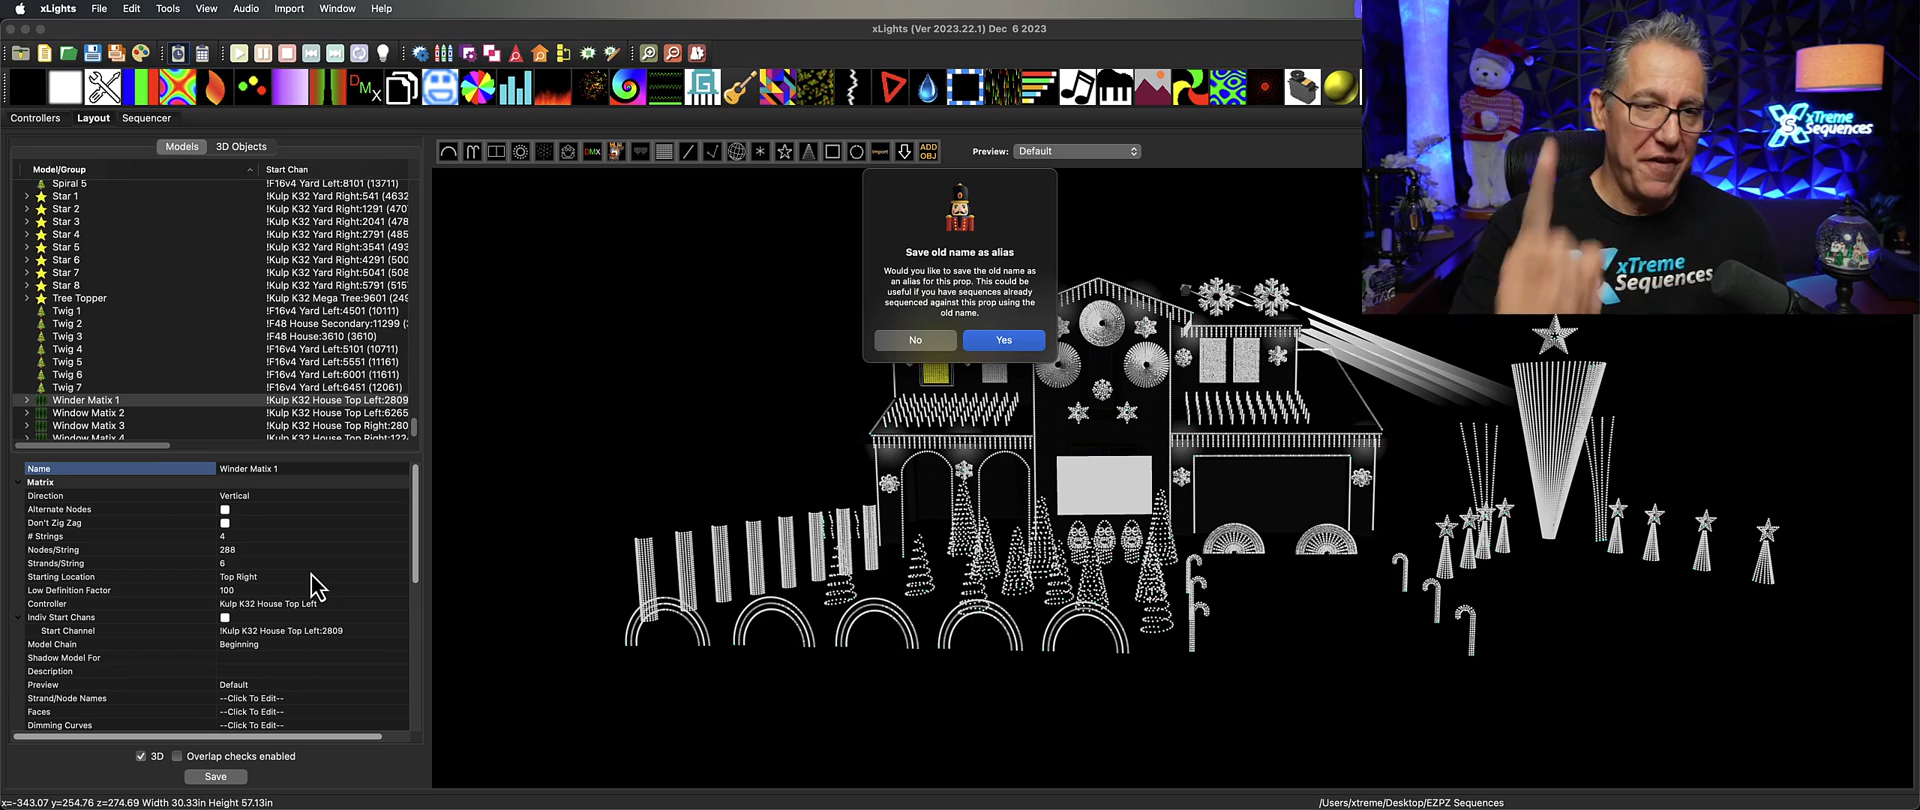 xLights File Edit Tools View Audio Import Window Help
xLights (Ver 2023.22.1) Dec 6 2023
DMX
Controllers Layout Sequencer
Models 3D Objects
DMX
import
ADD OBJ
Preview: Default
Model/Group Start Chan
Spiral 5 !F16v4 Yard Left:8101 (13711)
Star 1 !Kulp K32 Yard Right:541 (4632
Star 2 !Kulp K32 Yard Right:1291 (470
Star 3 !Kulp K32 Yard Right:2041 (478
Star 4 !Kulp K32 Yard Right:2791 (485
Star 5 !Kulp K32 Yard Right:3541 (493
Star 6 !Kulp K32 Yard Right:4291 (500
Star 7 !Kulp K32 Yard Right:5041 (508
Star 8 !Kulp K32 Yard Right:5791 (515
Tree Topper !Kulp K32 Mega Tree:9601 (249
Twig 1 !F16v4 Yard Left:4501 (10111)
Twig 2 !F48 House Secondary:11299 (
Twig 3 !F48 House:3610 (3610)
Twig 4 !F16v4 Yard Left:5101 (10711)
Twig 5 !F16v4 Yard Left:5551 (11161)
Twig 6 !F16v4 Yard Left:6001 (11611)
Twig 7 !F16v4 Yard Left:6451 (12061)
Winder Matix 1 !Kulp K32 House Top Left:2809
Window Matix 2 !Kulp K32 House Top Left:6265
Window Matix 3 !Kulp K32 House Top Right:280
Window Matix 4 !Kulp K32 House Top Right:122
Name Winder Matix 1
Matrix
Direction Vertical
Alternate Nodes
Don't Zig Zag
# Strings 4
Nodes/String 288
Strands/String 6
Starting Location Top Right
Low Definition Factor 100
Controller Kulp K32 House Top Left
Indiv Start Chans
Start Channel !Kulp K32 House Top Left:2809
Model Chain Beginning
Shadow Model For
Description
Preview Default
Strand/Node Names --Click To Edit--
Faces --Click To Edit--
Dimming Curves --Click To Edit--
3D Overlap checks enabled
Save
x=-343.07 y=254.76 z=274.69 Width 30.33in Height 57.13in
/Users/xtreme/Desktop/EZPZ Sequences
Save old name as alias
Would you like to save the old name as
an alias for this prop. This could be
useful if you have sequences already
sequenced against this prop using the
old name.
No Yes
xTreme
Sequences
xTreme
SEQUENCES